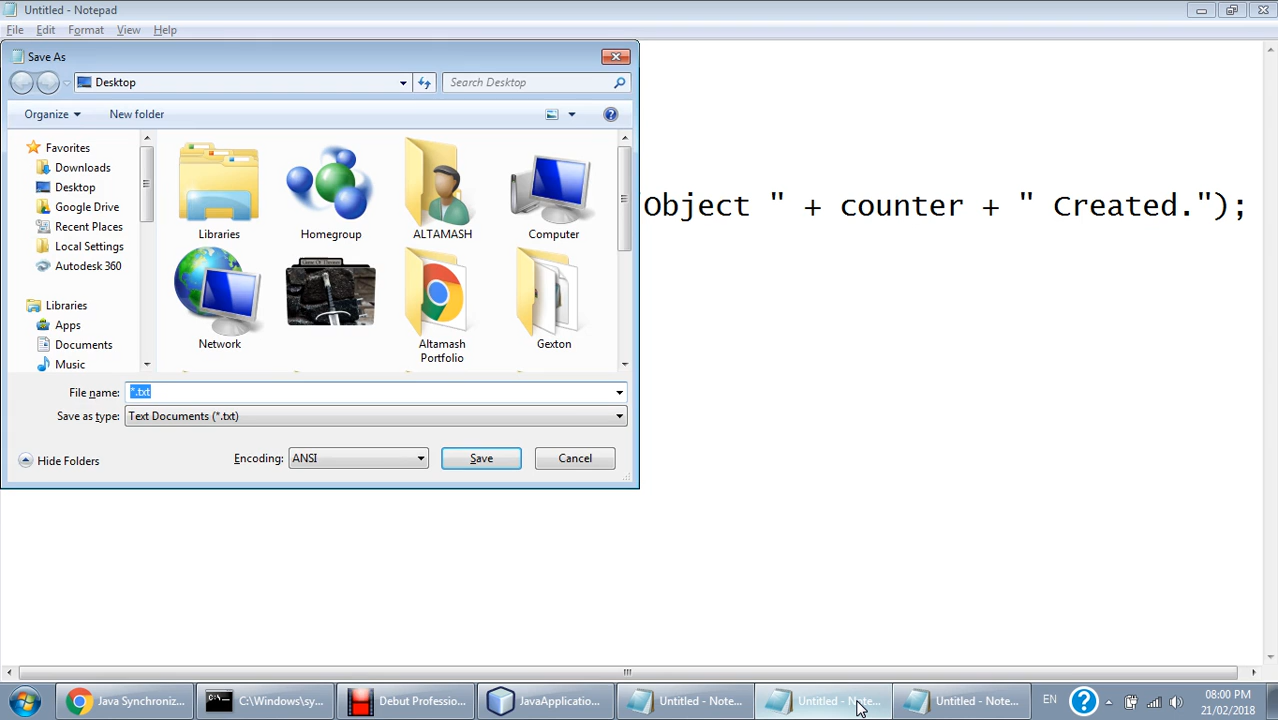 Untitled - Notepad
File Edit Format View Help
Save As
Desktop
Search Desktop
Organize New folder
Favorites
Downloads
Desktop
Google Drive
Recent Places
Local Settings
Autodesk 360
Libraries
Apps
Documents
Music
Libraries
Homegroup
ALTAMASH
Computer
Network
Altamash
Portfolio
Gexton
Object " + counter + " Created.");
File name: *.txt
Save as type: Text Documents (*.txt)
Hide Folders
Encoding: ANSI
Save
Cancel
Java Synchroniz...
C:\Windows\sy...
Debut Professio...
JavaApplication...
Untitled - Note...
Untitled - Note...
Untitled - Note...
EN
08:00 PM
21/02/2018